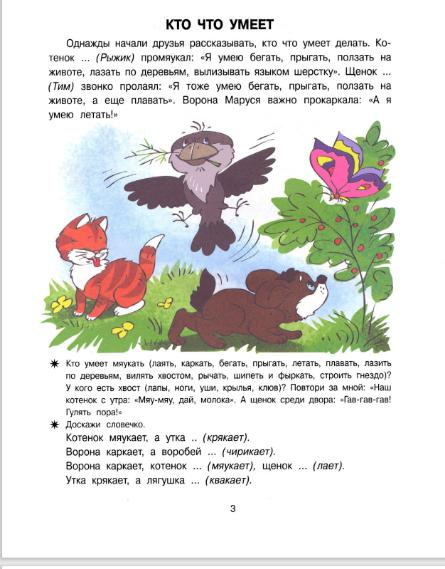 КТО ЧТО УМЕЕТ
Однажды начали друзья рассказывать, кто что умеет делать. Ко-
тенок ... (Рыжик) промяукал: «Я умею бегать, прыгать, ползать на
животе, лазать по деревьям, вылизывать языком шерстку». Щенок ...
(Тим) звонко пролаял: «Я тоже умею бегать, прыгать, ползать на
животе, а еще плавать». Ворона Маруся важно прокаркала: «А я
умею летать!»
✷ Кто умеет мяукать (лаять, каркать, бегать, прыгать, летать, плавать, лазить
по деревьям, вилять хвостом, рычать, шипеть и фыркать, строить гнездо)?
У кого есть хвост (лапы, ноги, уши, крылья, клюв)? Повтори за мной: «Наш
котенок с утра: «Мяу-мяу, дай, молока». А щенок среди двора: «Гав-гав-гав!
Гулять пора!»
✷ Доскажи словечко.
Котенок мяукает, а утка .. (крякает).
Ворона каркает, а воробей ... (чирикает).
Ворона каркает, котенок ... (мяукает), щенок ... (лает).
Утка крякает, а лягушка ... (квакает).
3